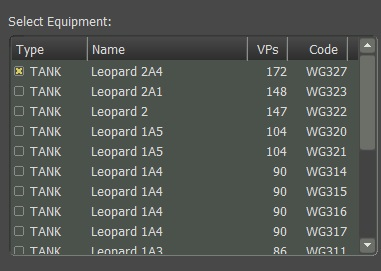 Select Equipment:
Type Name VPs Code
TANK Leopard 2A4 172 WG327
TANK Leopard 2A1 148 WG323
TANK Leopard 2 147 WG322
TANK Leopard 1A5 104 WG320
TANK Leopard 1A5 104 WG321
TANK Leopard 1A4 90 WG314
TANK Leopard 1A4 90 WG315
TANK Leopard 1A4 90 WG316
TANK Leopard 1A4 90 WG317
TANK Leopard 1A3 86 WG311